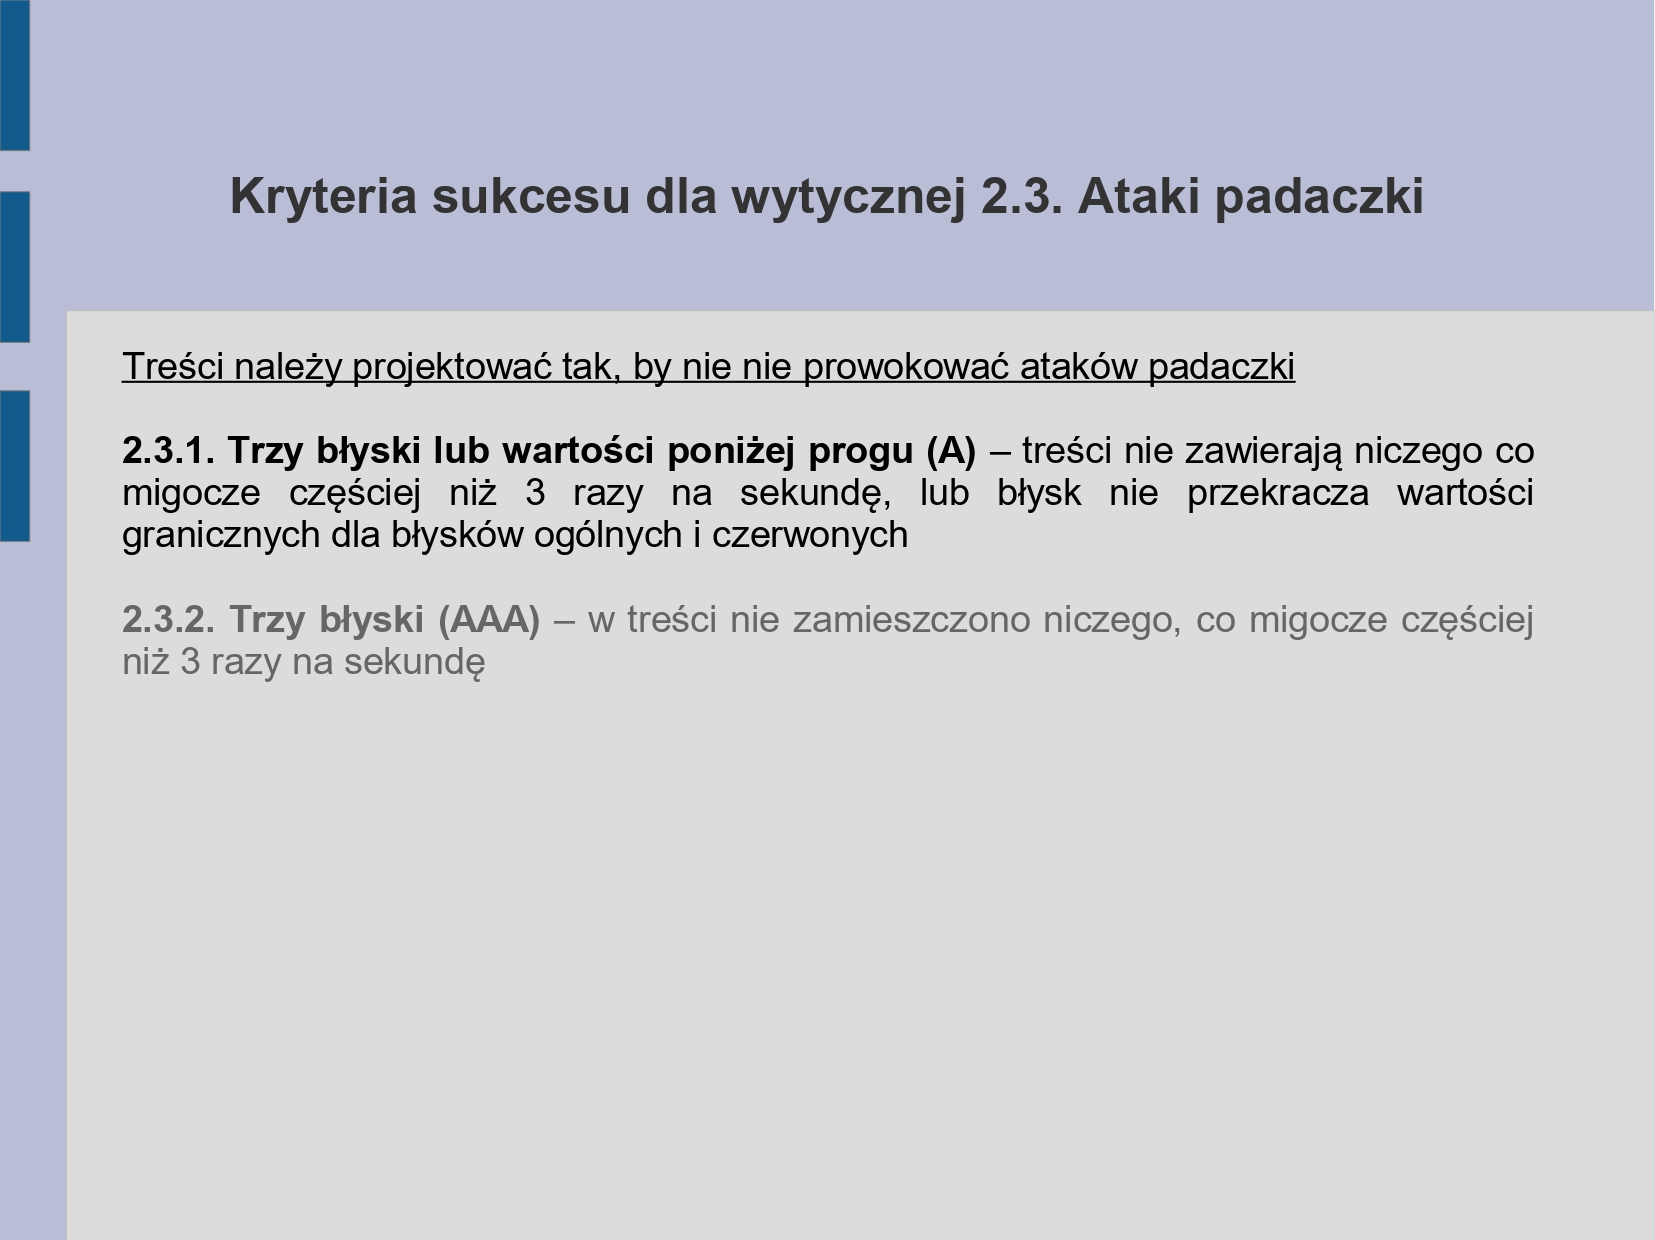 Kryteria sukcesu dla wytycznej 2.3. Ataki padaczki
Treści należy projektować tak, by nie nie prowokować ataków padaczki
2.3.1. Trzy błyski lub wartości poniżej progu (A) – treści nie zawierają niczego co
migocze częściej niż 3 razy na sekundę, lub błysk nie przekracza wartości
granicznych dla błysków ogólnych i czerwonych
2.3.2. Trzy błyski (AAA) – w treści nie zamieszczono niczego, co migocze częściej
niż 3 razy na sekundę